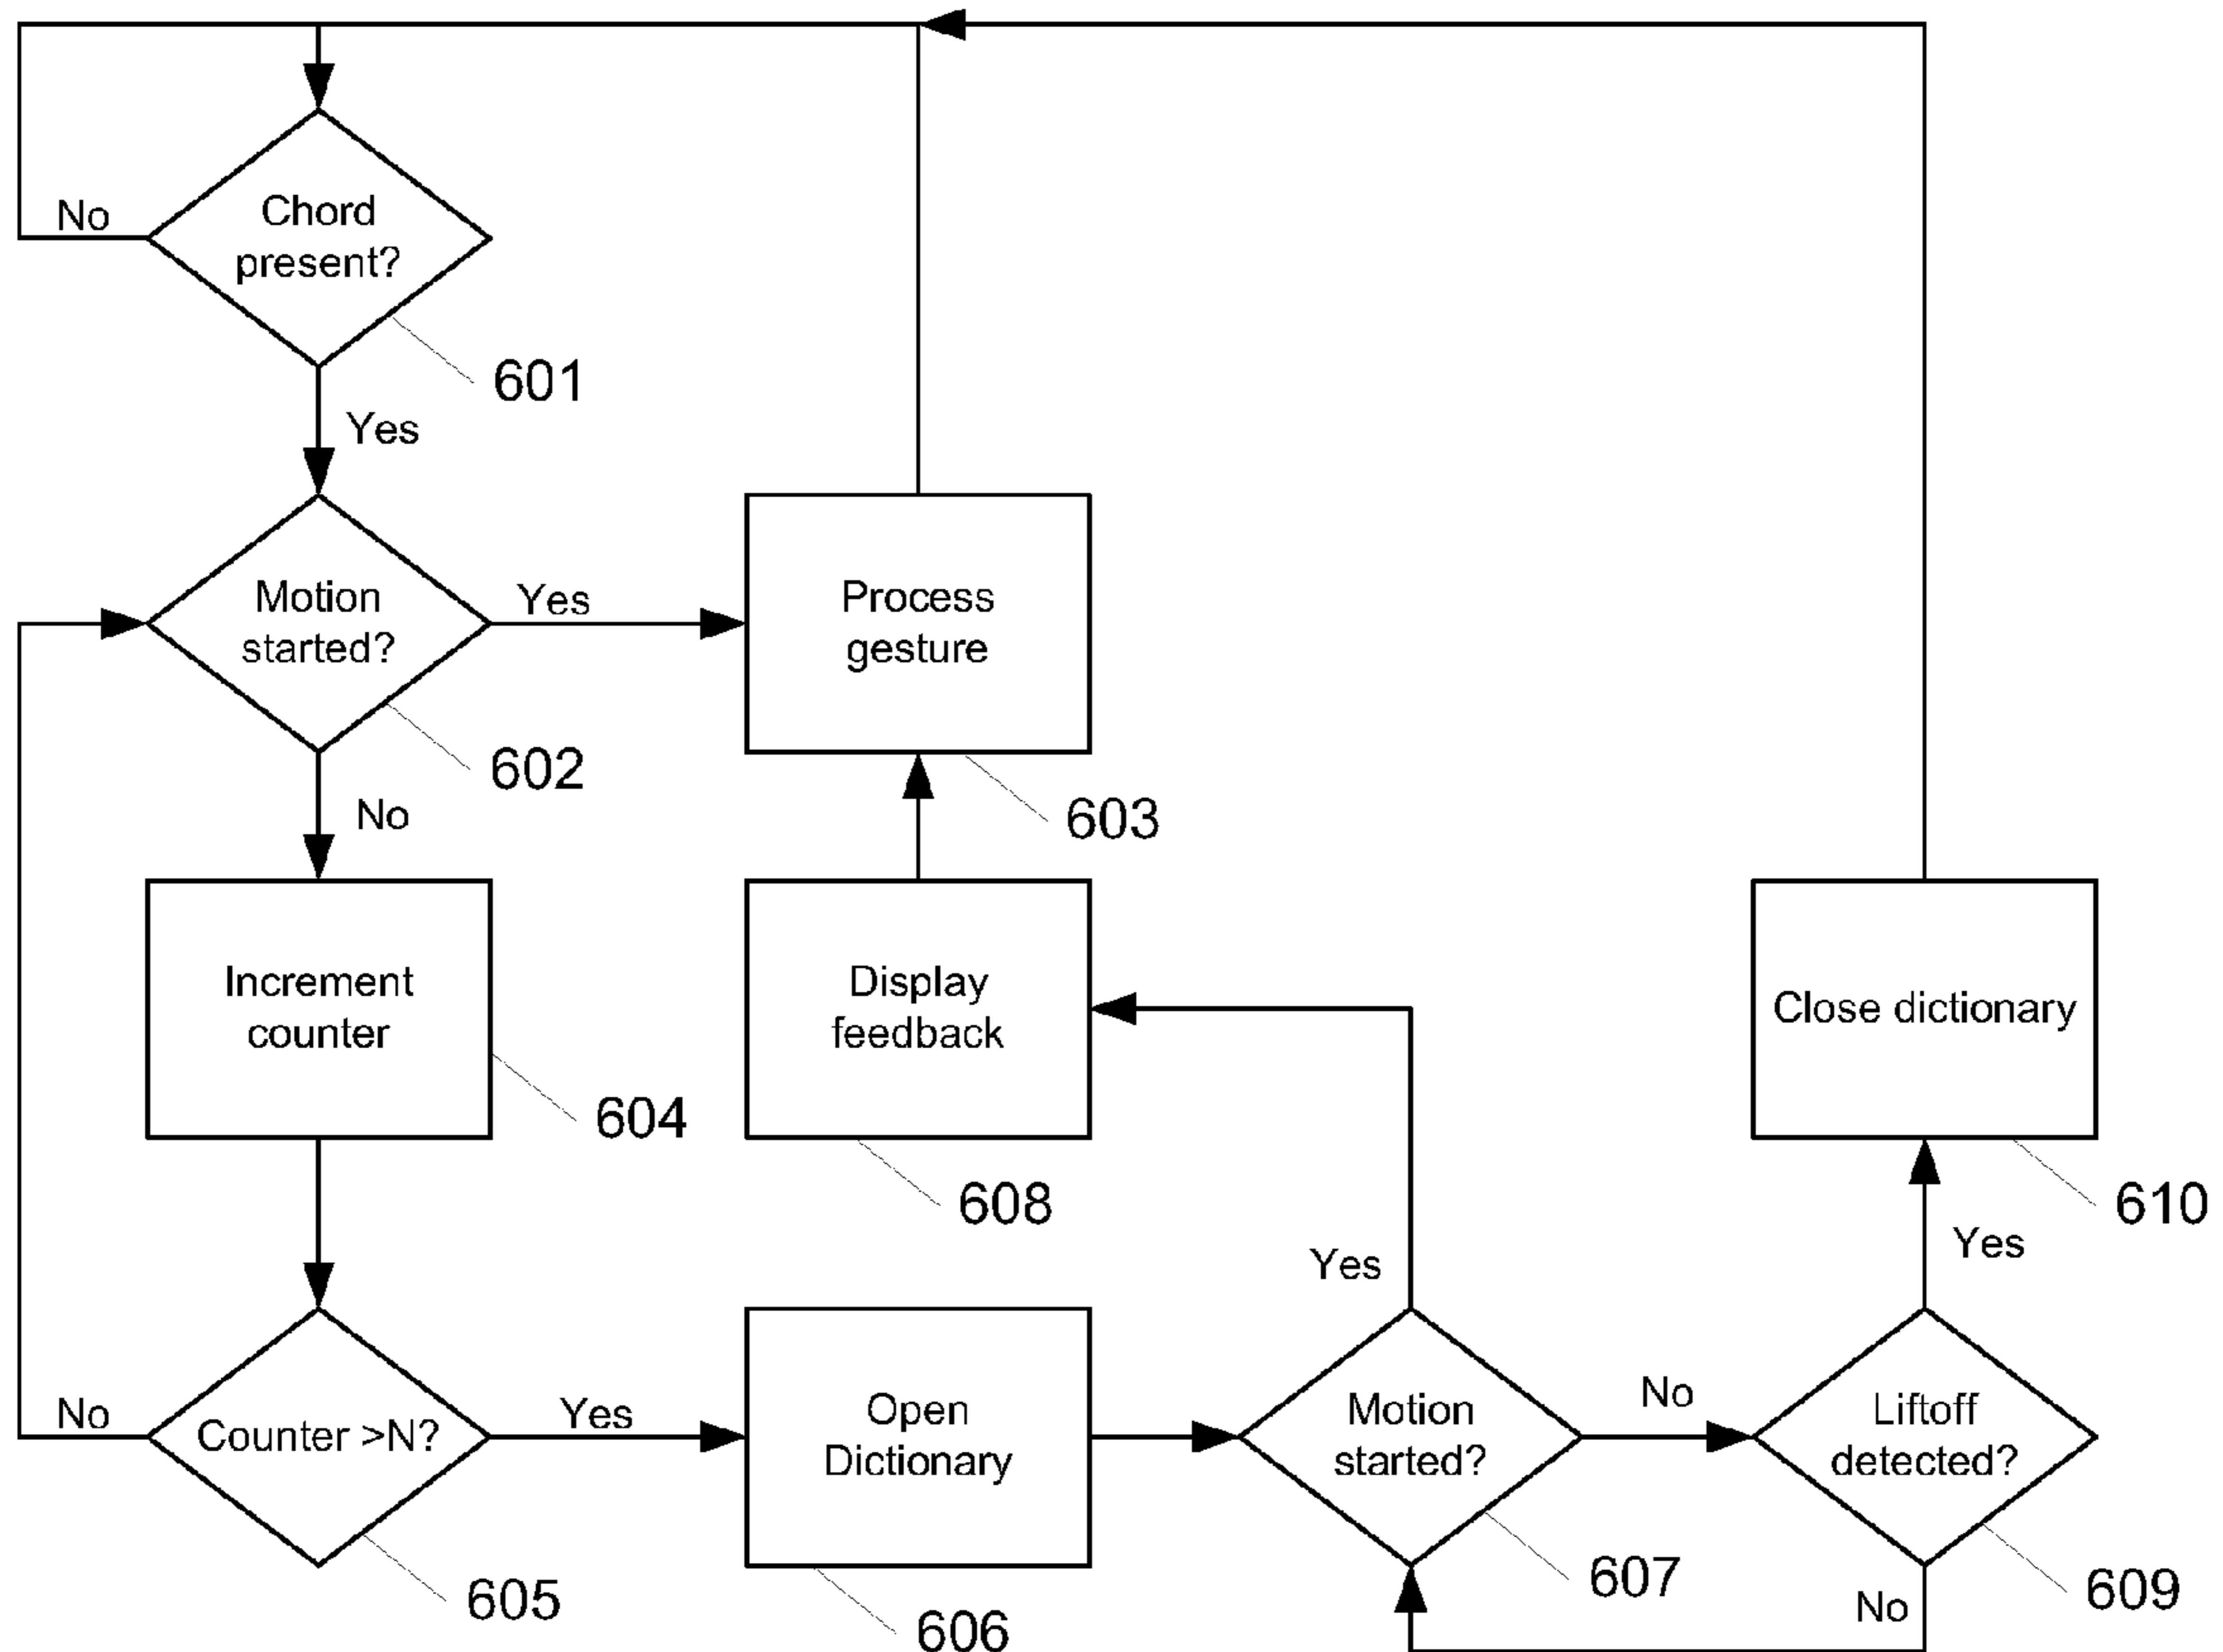 No
Chord
present?
601
Yes
Motion
started?
602
Yes
Process
gesture
603
No
Increment
counter
604
Display
feedback
608
Close dictionary
610
No
Counter >N?
605
Yes
Open
Dictionary
606
Yes
Motion
started?
607
No
Liftoff
detected?
609
Yes
No